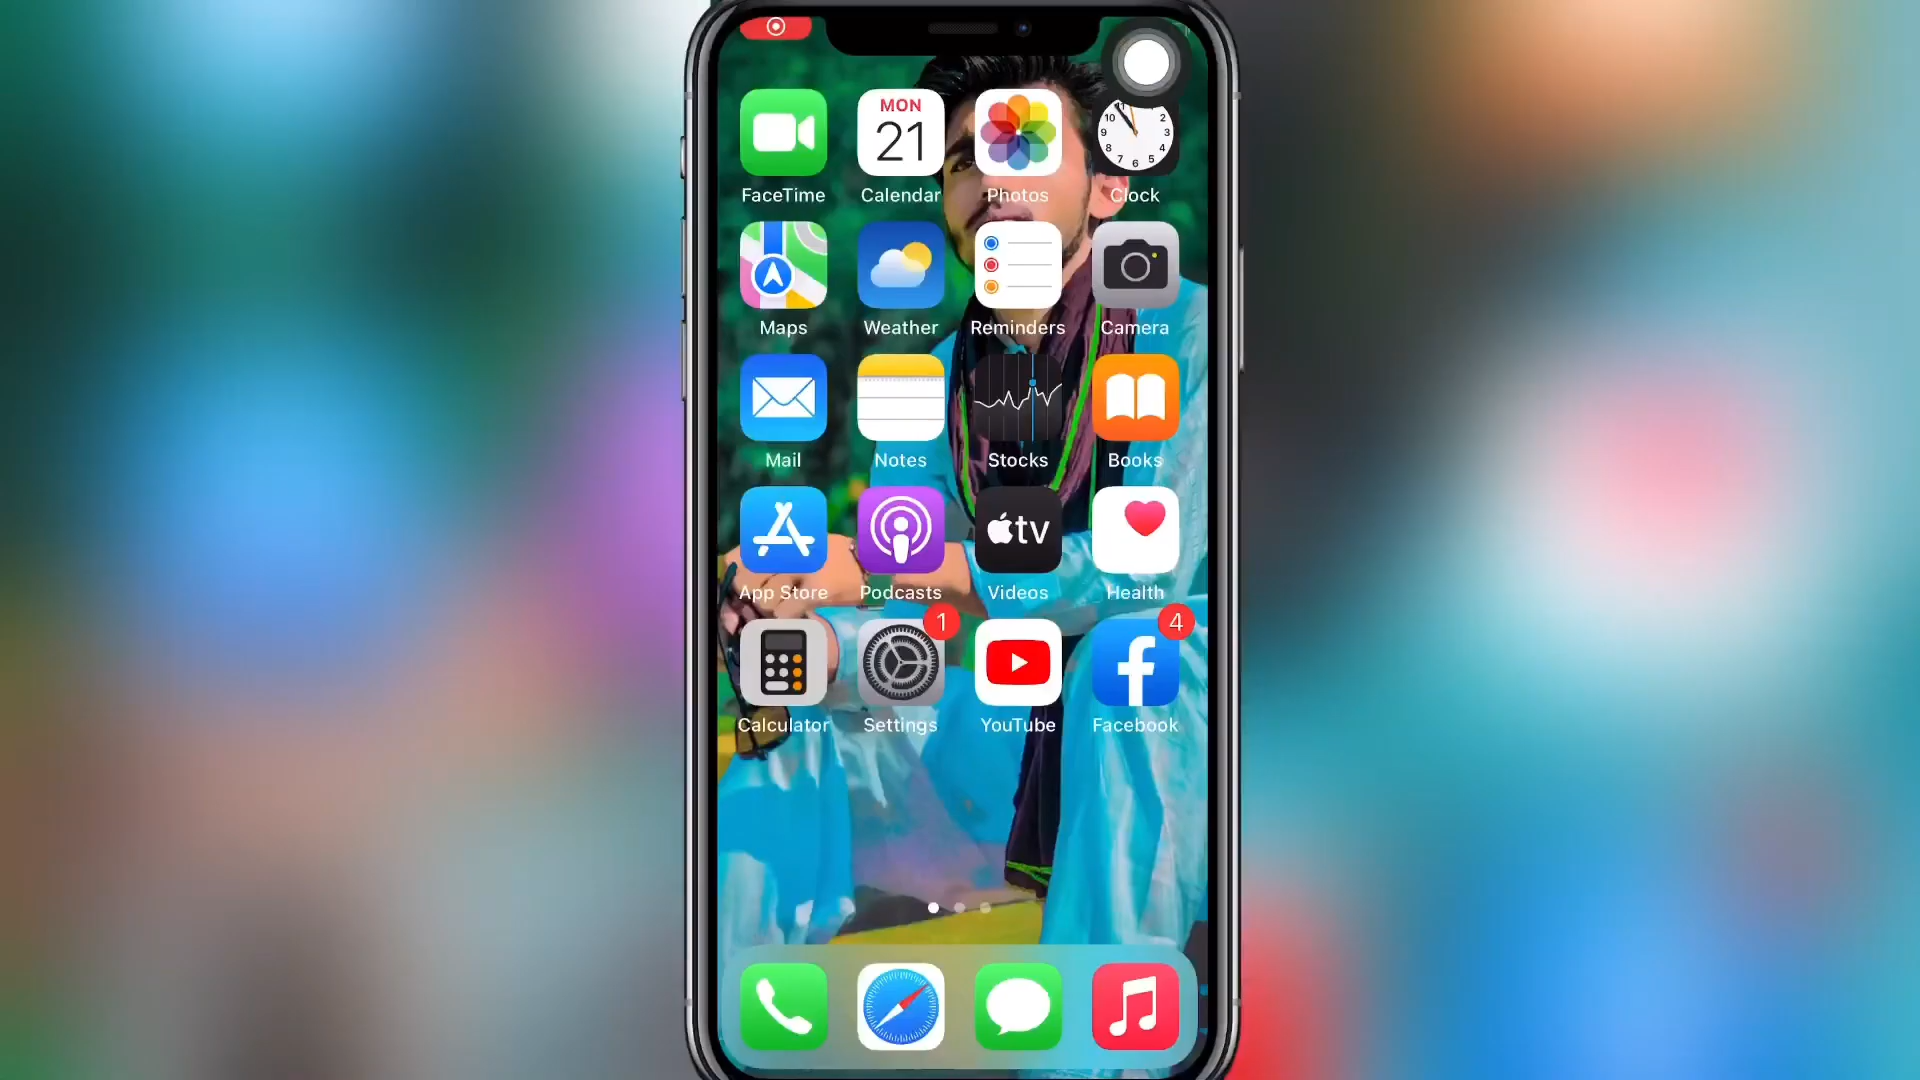 MON
21
FaceTime
Calendar
Photos
Clock
Maps
Weather
Reminders
Camera
Mail
Notes
Stocks
Books
tv
App Store
Podcasts
Videos
Health
1
4
Calculator
Settings
YouTube
Facebook